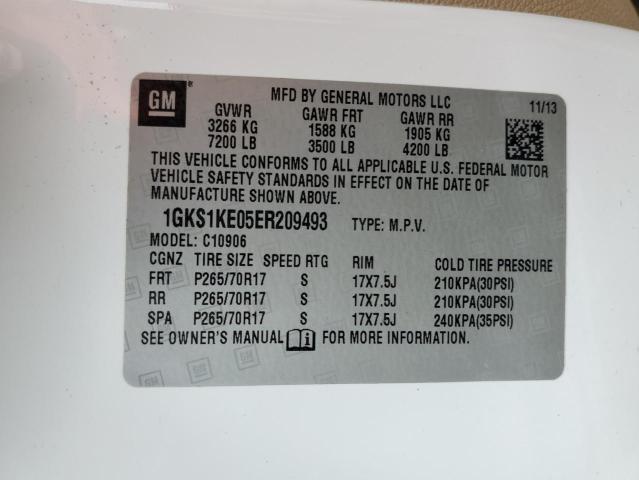 GM
MFD BY GENERAL MOTORS LLC
11/13
GVWR GAWR FRT GAWR RR
3266 KG 1588 KG 1905 KG
7200 LB 3500 LB 4200 LB
THIS VEHICLE CONFORMS TO ALL APPLICABLE U.S. FEDERAL MOTOR
VEHICLE SAFETY STANDARDS IN EFFECT ON THE DATE OF
MANUFACTURE SHOWN ABOVE.
1GKS1KE05ER209493 TYPE: M.P.V.
MODEL: C10906
CGNZ TIRE SIZE SPEED RTG RIM COLD TIRE PRESSURE
FRT P265/70R17 S 17X7.5J 210KPA(30PSI)
RR P265/70R17 S 17X7.5J 210KPA(30PSI)
SPA P265/70R17 S 17X7.5J 240KPA(35PSI)
SEE OWNER'S MANUAL FOR MORE INFORMATION.